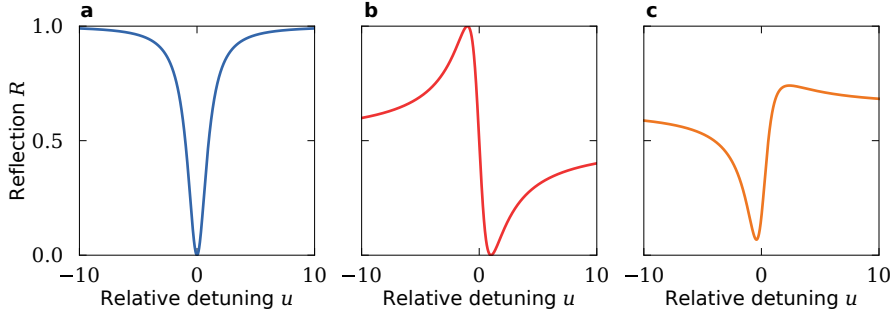 a b c
Reflection R
1.0
0.5
0.0
−10 0 10 −10 0 10 −10 0 10
Relative detuning u Relative detuning u Relative detuning u